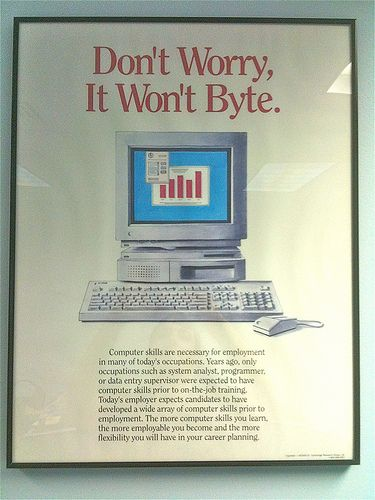 Don't Worry,
It Won't Byte.
Computer skills are necessary for employment
in many of today's occupations. Years ago, only
occupations such as system analyst, programmer,
or data entry supervisor were expected to have
computer skills prior to on-the-job training.
Today's employer expects candidates to have
developed a wide array of computer skills prior to
employment. The more computer skills you learn,
the more employable you become and the more
flexibility you will have in your career planning.